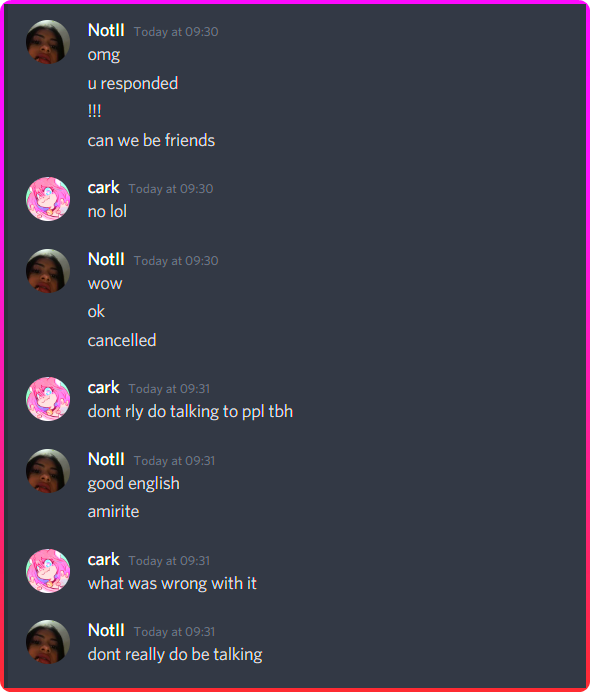 NotII Today at 09:30
omg
u responded
!!!
can we be friends
cark Today at 09:30
no lol
NotII Today at 09:30
wow
ok
cancelled
cark Today at 09:31
dont rly do talking to ppl tbh
NotII Today at 09:31
good english
amirite
cark Today at 09:31
what was wrong with it
NotII Today at 09:31
dont really do be talking